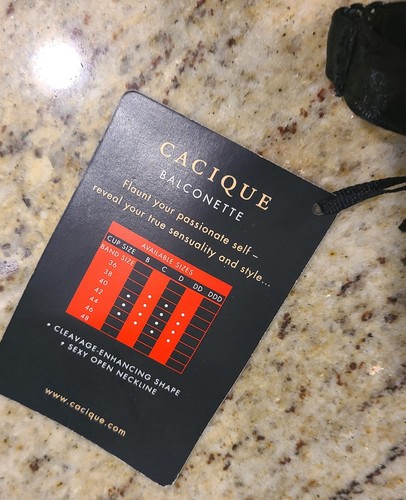 CACIQUE
BALCONETTE
Flaunt your passionate self –
reveal your true sensuality and style...
AVAILABLE SIZES
CUP SIZE B C D DD DDD
BAND SIZE
36
38
40
42
44
46
48
* CLEAVAGE-ENHANCING SHAPE
* SEXY OPEN NECKLINE
www.cacique.com